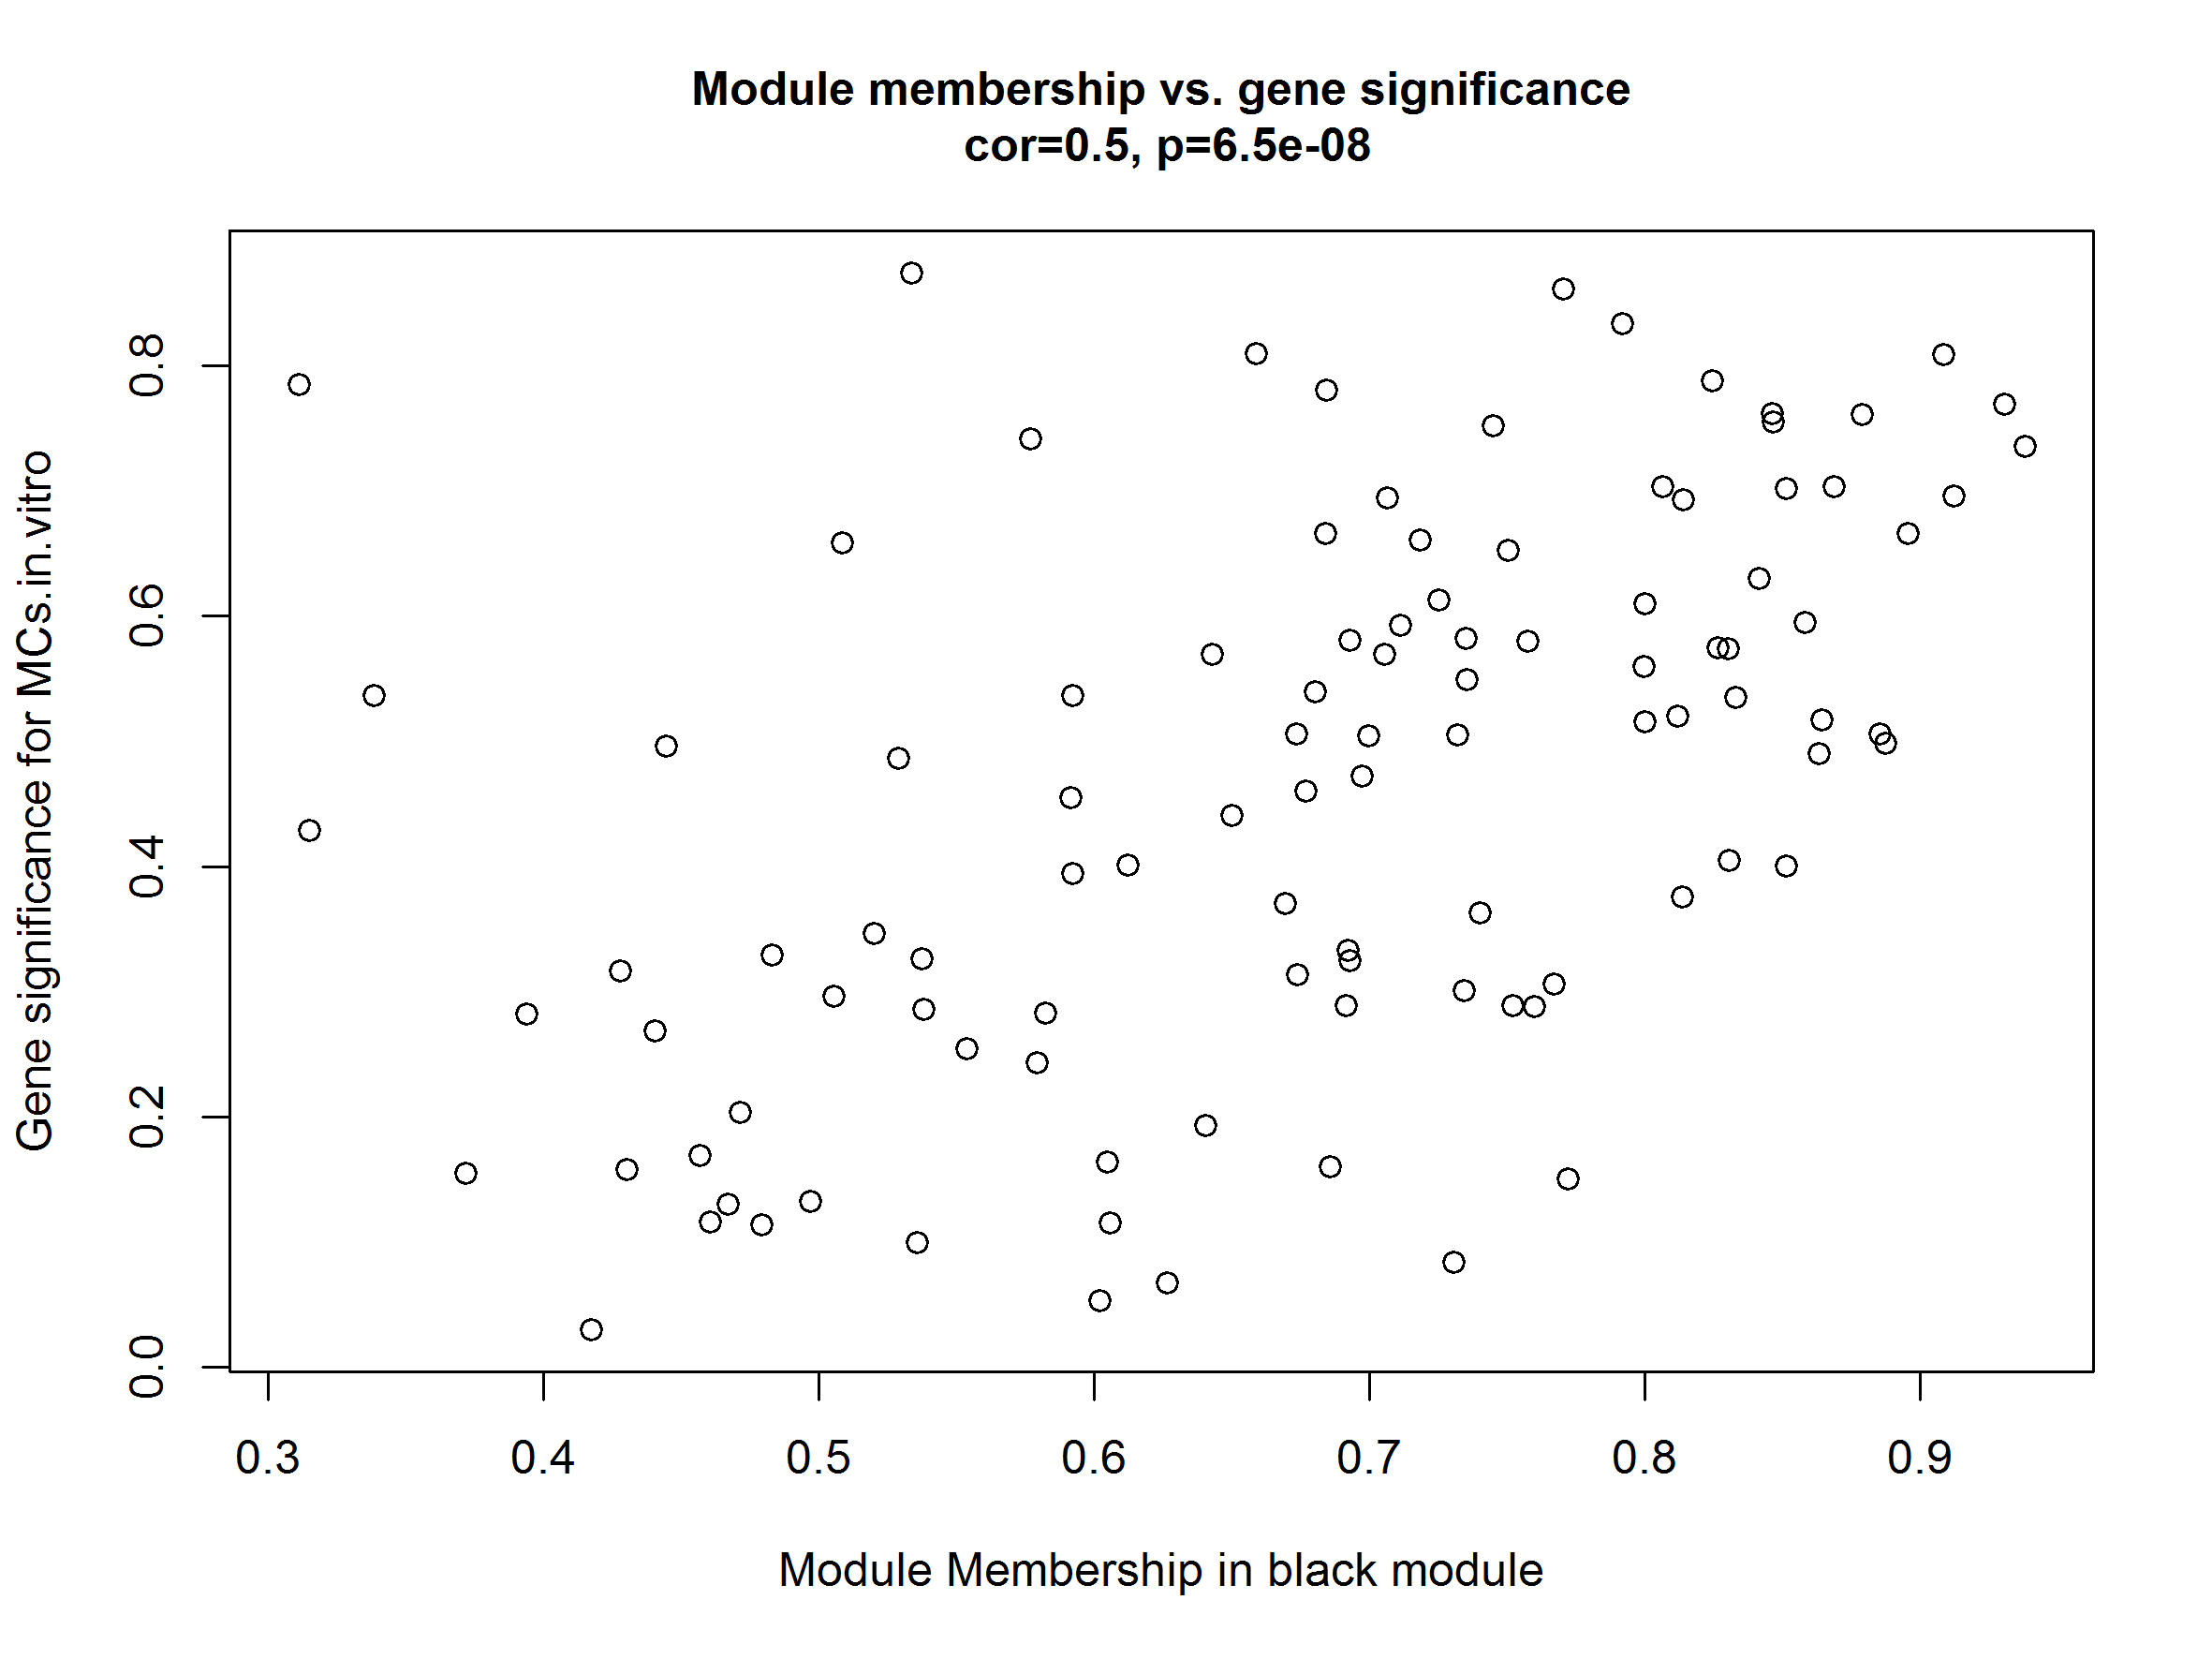 Module membership vs. gene significance
cor=0.5, p=6.5e-08
Gene significance for MCs.in.vitro
0.8
0.6
0.4
0.2
0.0
0.3 0.4 0.5 0.6 0.7 0.8 0.9
Module Membership in black module